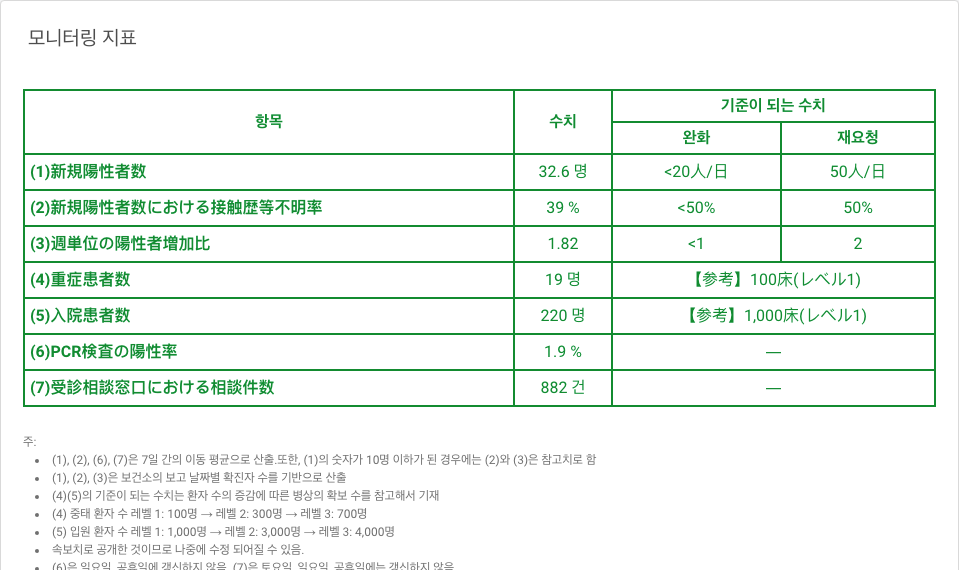 모니터링 지표
항목 수치 기준이 되는 수치
완화 재요청
(1)新規陽性者数 32.6 명 <20人/日 50人/日
(2)新規陽性者数における接触歴等不明率 39 % <50% 50%
(3)週単位の陽性者増加比 1.82 <1 2
(4)重症患者数 19 명 【参考】100床(レベル1)
(5)入院患者数 220 명 【参考】1,000床(レベル1)
(6)PCR検査の陽性率 1.9 % ―
(7)受診相談窓口における相談件数 882 건 ―
주:
• (1), (2), (6), (7)은 7일 간의 이동 평균으로 산출.또한, (1)의 숫자가 10명 이하가 된 경우에는 (2)와 (3)은 참고치로 함
• (1), (2), (3)은 보건소의 보고 날짜별 확진자 수를 기반으로 산출
• (4)(5)의 기준이 되는 수치는 환자 수의 증감에 따른 병상의 확보 수를 참고해서 기재
• (4) 중태 환자 수 레벨 1: 100명 → 레벨 2: 300명 → 레벨 3: 700명
• (5) 입원 환자 수 레벨 1: 1,000명 → 레벨 2: 3,000명 → 레벨 3: 4,000명
• 속보치로 공개한 것이므로 나중에 수정 되어질 수 있음.
• (6)은 일요일, 공휴일에 갱신하지 않음, (7)은 토요일, 일요일, 공휴일에는 갱신하지 않음